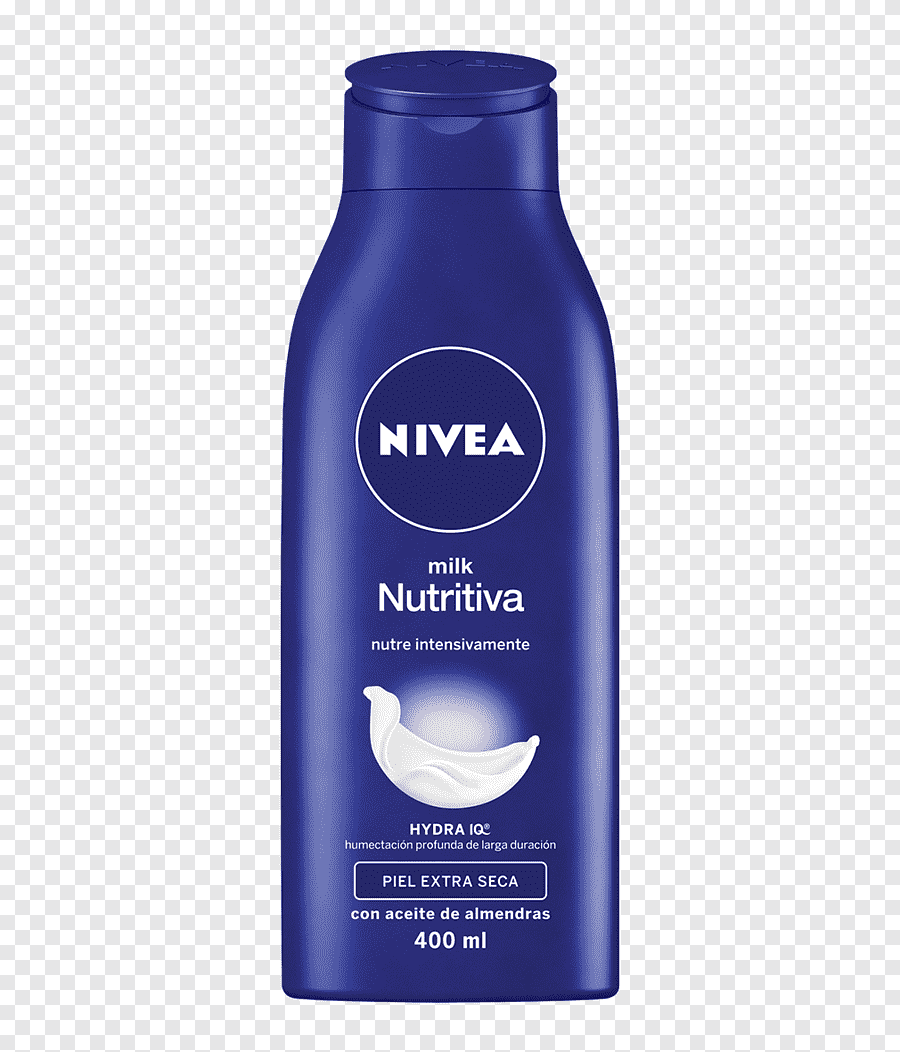 NIVEA
NIVEA
milk
Nutritiva
nutre intensivamente
HYDRA IQ®
humectación profunda de larga duración
PIEL EXTRA SECA
con aceite de almendras
400 ml